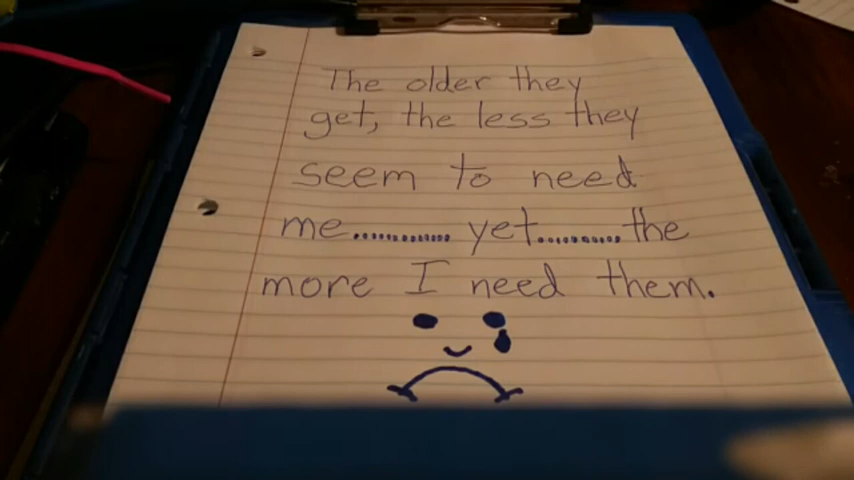 The older they
get, the less they
seem to need
me............ yet.......... the
more I need them.